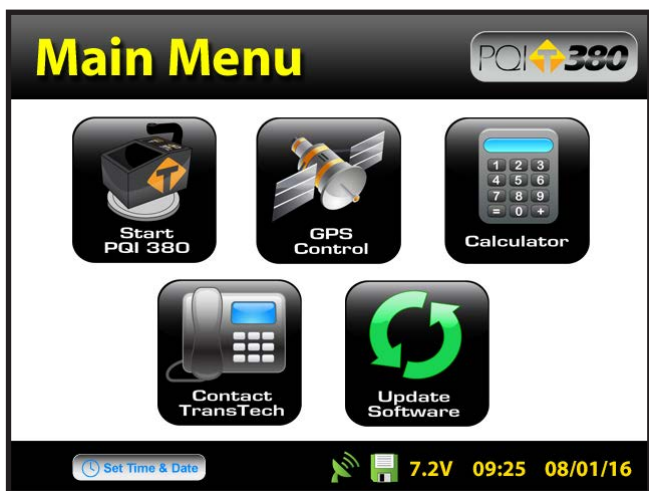 Main Menu
PQI T 380
Start
PQI 380
GPS
Control
Calculator
1 2 3
4 5 6
7 8 9
= 0 +
Contact
TransTech
Update
Software
Set Time & Date
7.2V 09:25 08/01/16